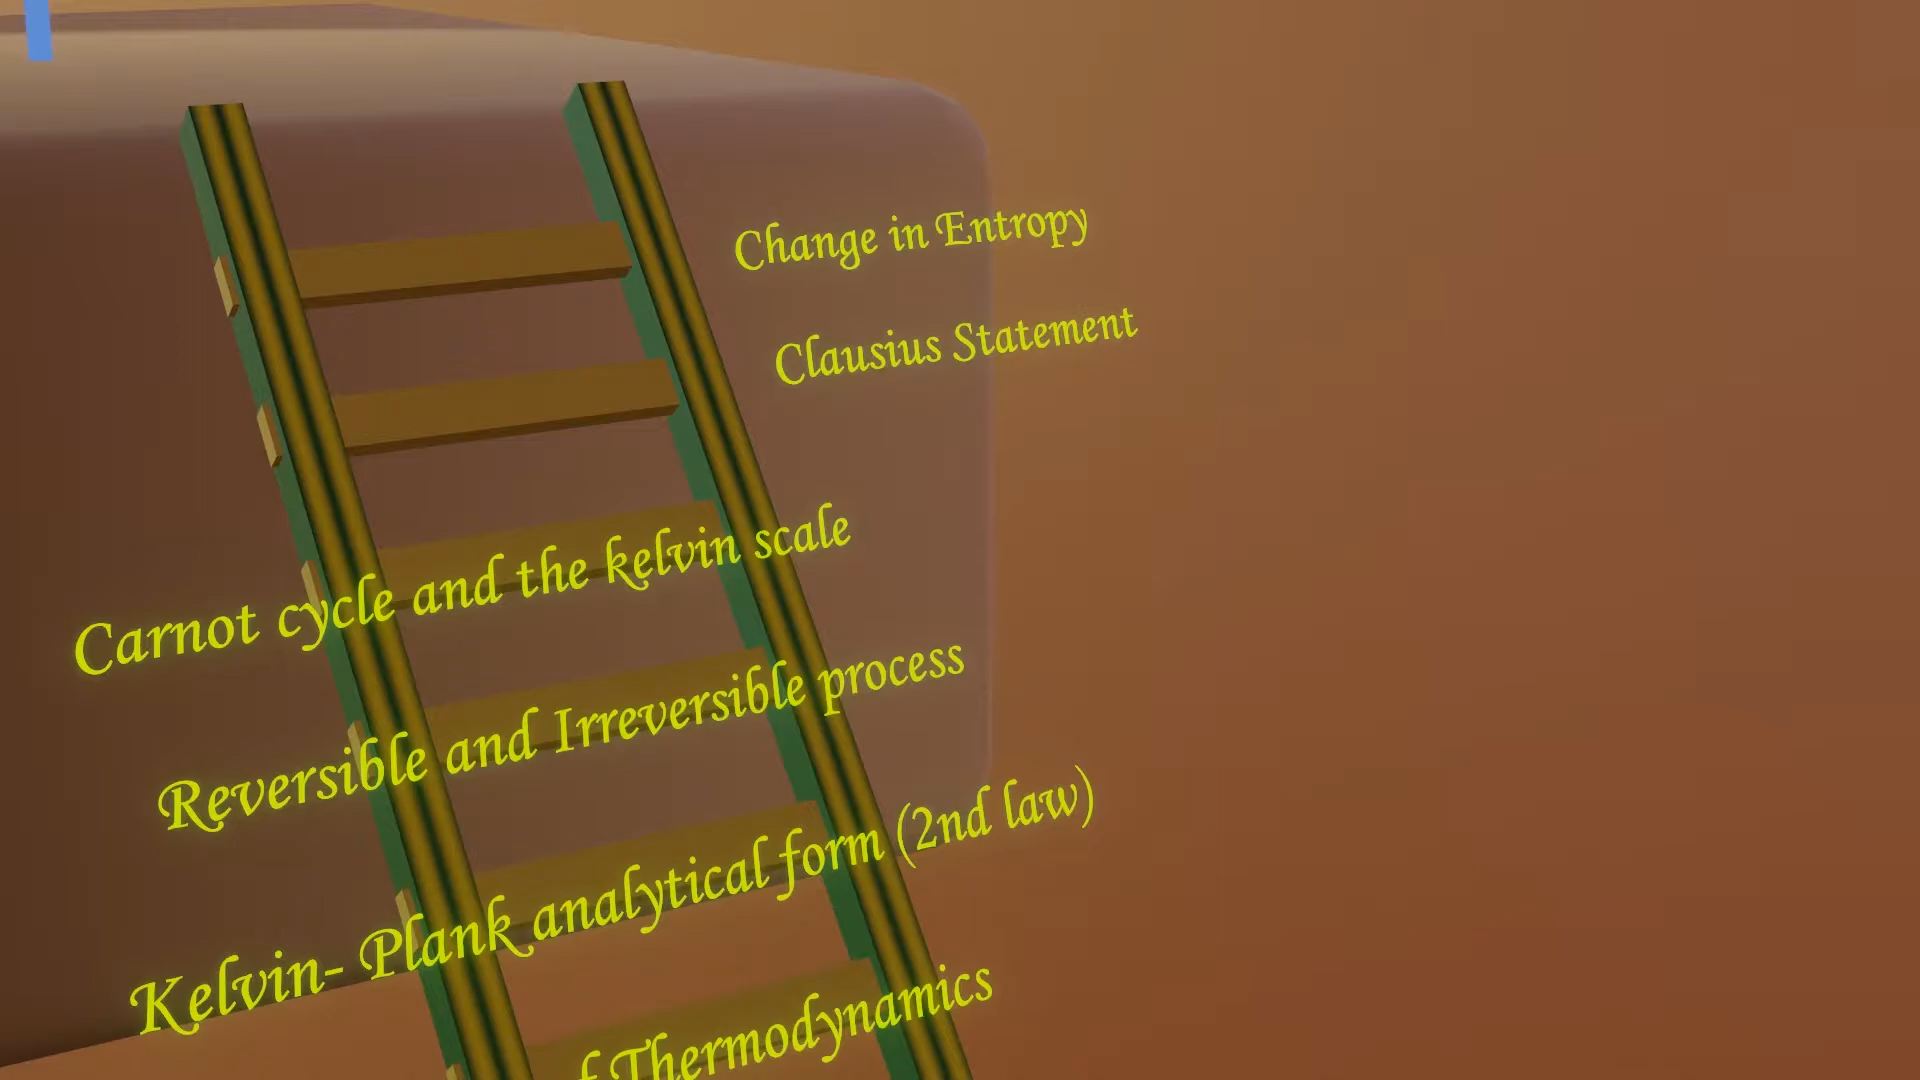 Change in Entropy
Clausius Statement
Carnot cycle and the kelvin scale
Reversible and Irreversible process
Kelvin- Plank analytical form (2nd law)
Thermodynamics